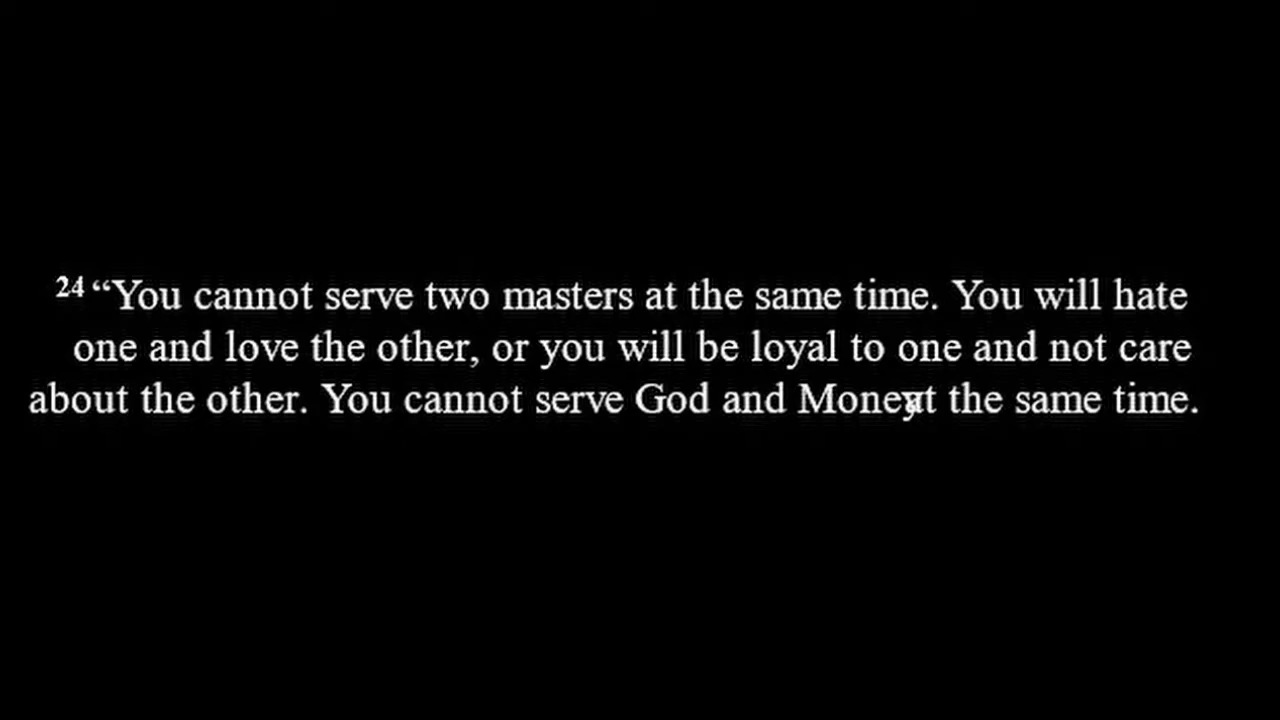 24 “You cannot serve two masters at the same time. You will hate
one and love the other, or you will be loyal to one and not care
about the other. You cannot serve God and Money at the same time.